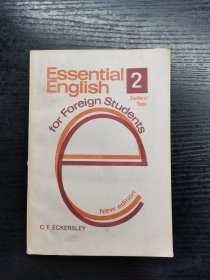 Essential
English
2
Students'
Book
for Foreign Students
New edition
C. E. ECKERSLEY